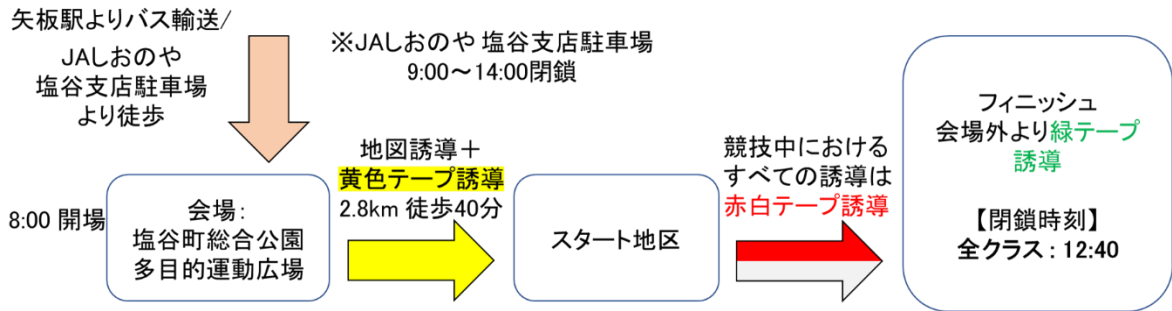 矢板駅よりバス輸送/
JAしおのや
塩谷支店駐車場
より徒歩
※JAしおのや 塩谷支店駐車場
9:00～14:00閉鎖
8:00 開場
会場：
塩谷町総合公園
多目的運動広場
地図誘導＋
黄色テープ誘導
2.8km 徒歩40分
スタート地区
競技中における
すべての誘導は
赤白テープ誘導
フィニッシュ
会場外より緑テープ
誘導
【閉鎖時刻】
全クラス：12:40